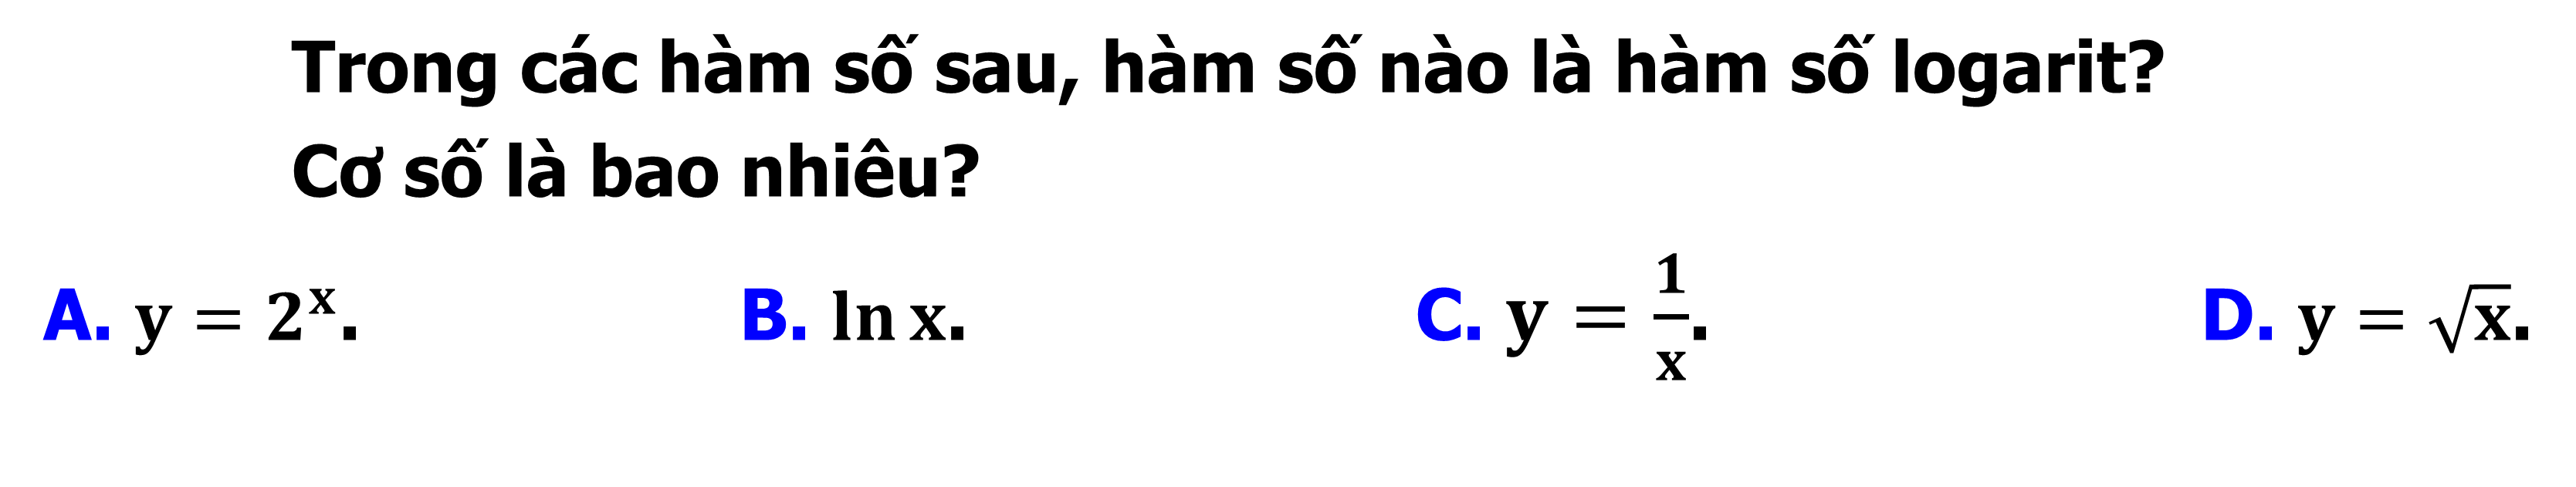 Trong các hàm số sau, hàm số nào là hàm số logarit?
Cơ số là bao nhiêu?
A. y = 2^x. B. ln x. C. y = 1/x. D. y = √x.